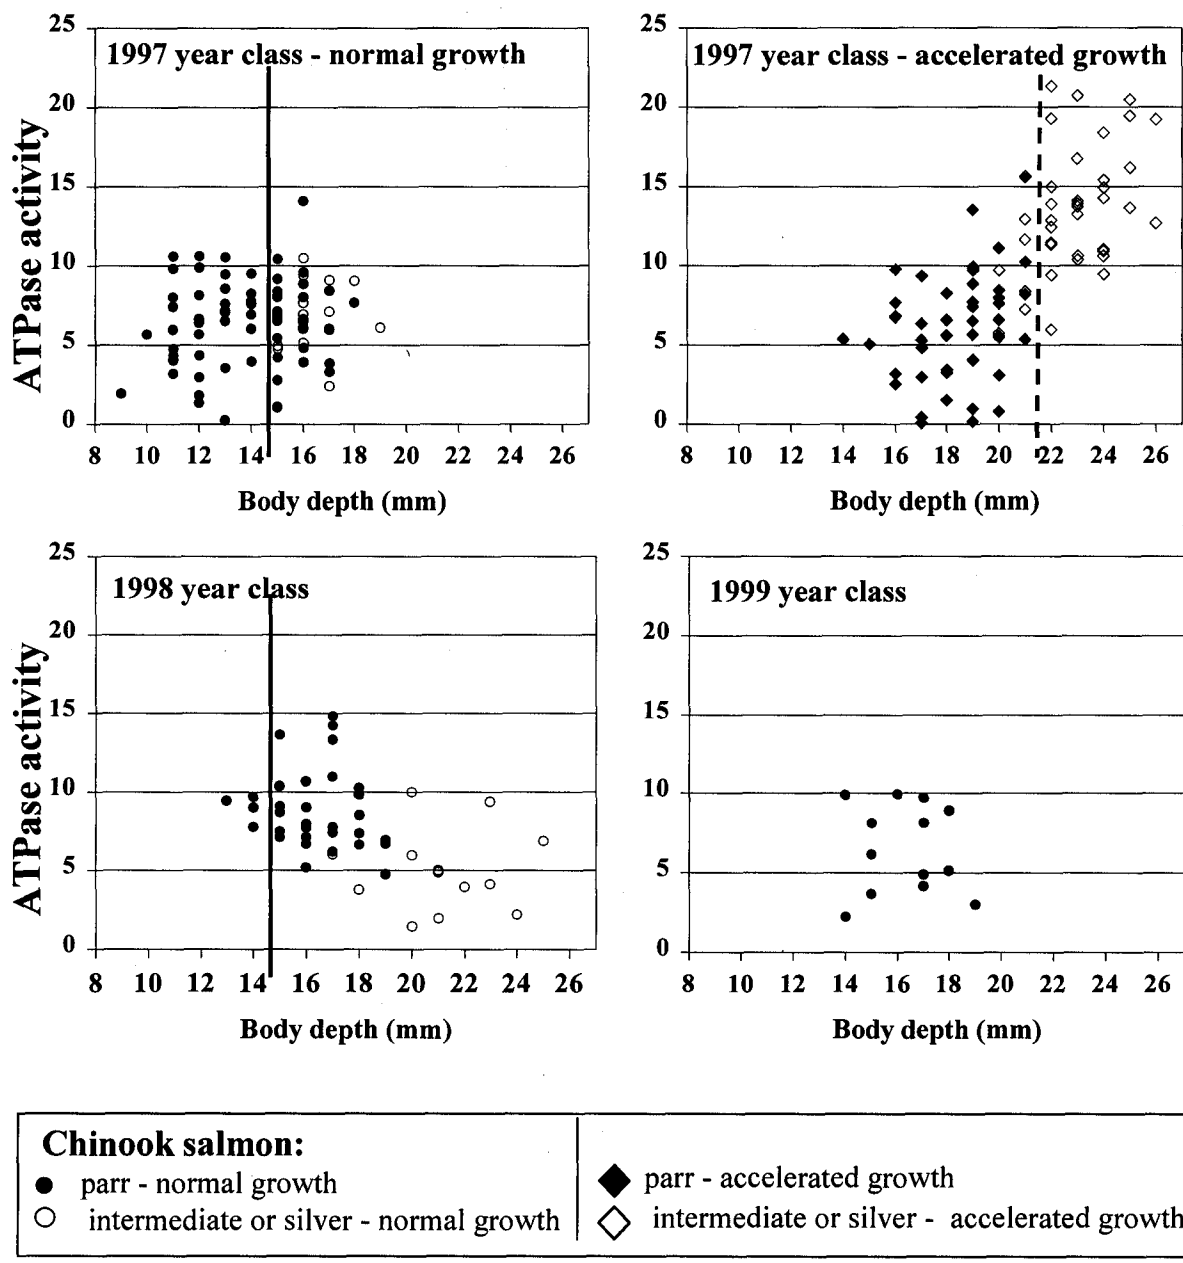 1997 year class - normal growth
25
20
15
10
5
0
ATPase activity
8 10 12 14 16 18 20 22 24 26
Body depth (mm)
1997 year class - accelerated growth
25
20
15
10
5
0
8 10 12 14 16 18 20 22 24 26
Body depth (mm)
1998 year class
25
20
15
10
5
0
ATPase activity
8 10 12 14 16 18 20 22 24 26
Body depth (mm)
1999 year class
25
20
15
10
5
0
8 10 12 14 16 18 20 22 24 26
Body depth (mm)
Chinook salmon:
parr - normal growth
intermediate or silver - normal growth
parr - accelerated growth
intermediate or silver - accelerated growth